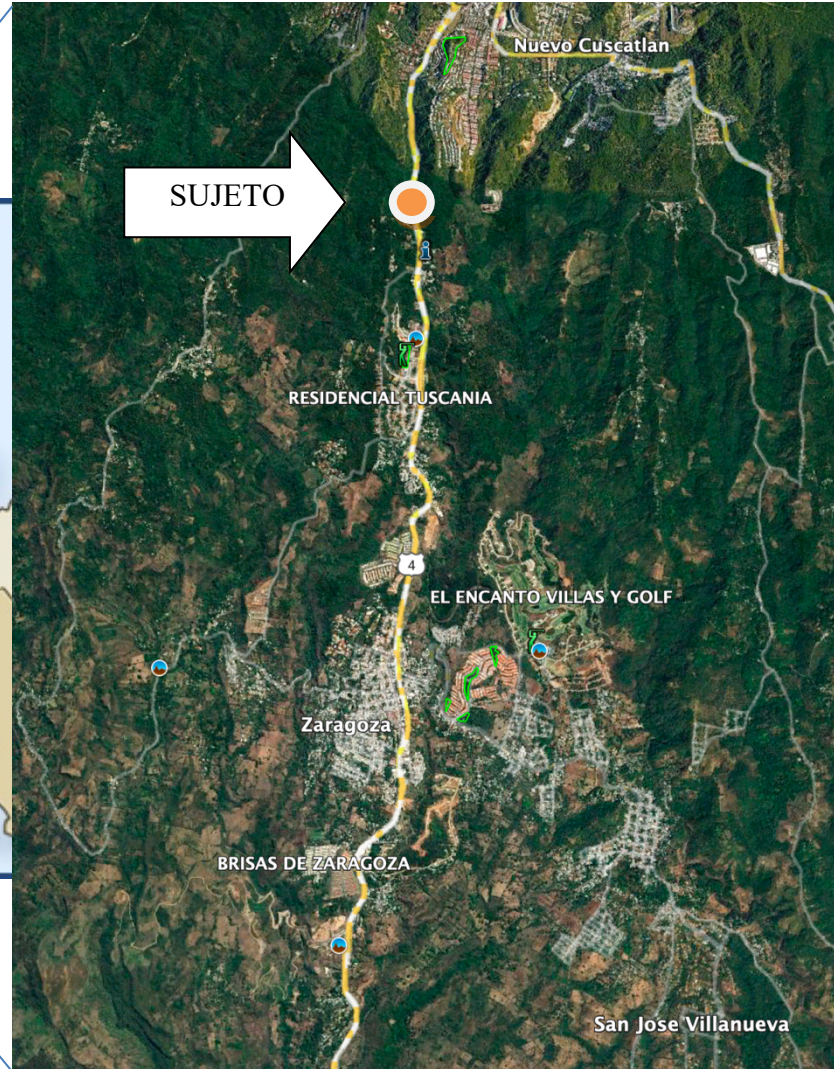 Nuevo Cuscatlan
SUJETO
RESIDENCIAL TUSCANIA
4
EL ENCANTO VILLAS Y GOLF
Zaragoza
BRISAS DE ZARAGOZA
San Jose Villanueva